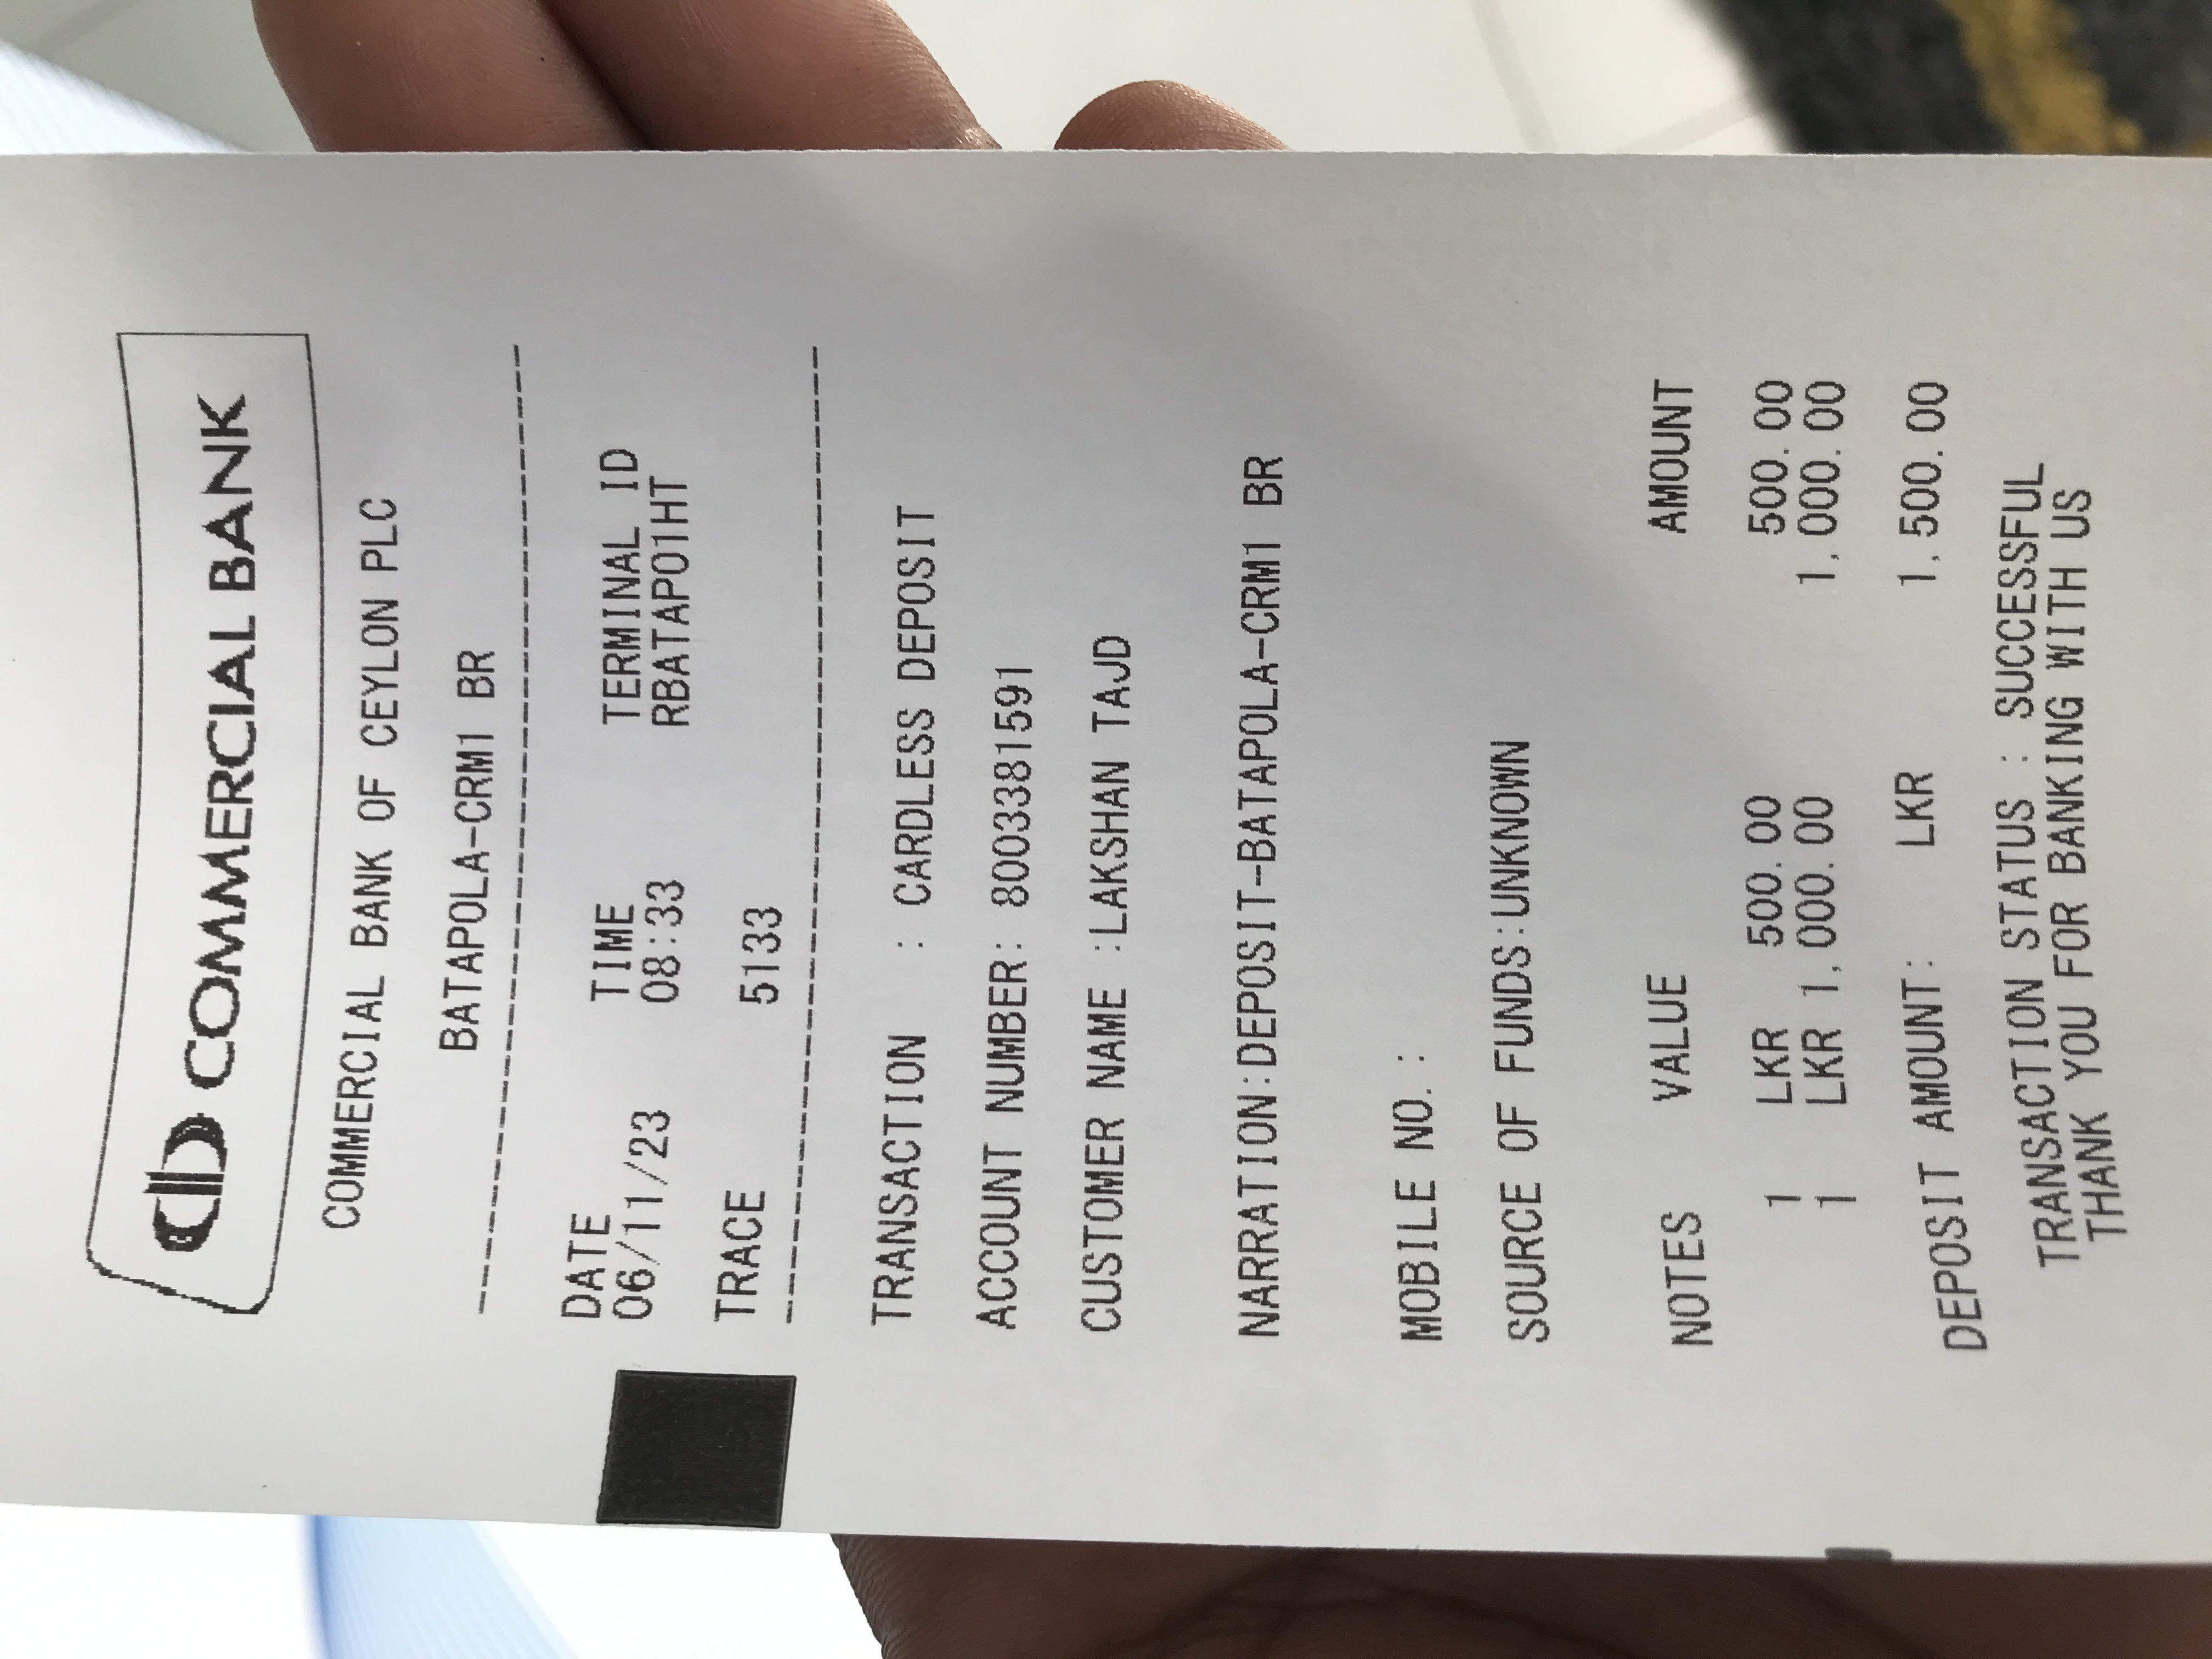 COMMERCIAL BANK
COMMERCIAL BANK OF CEYLON PLC
BATAPOLA-CRM1 BR
DATE TIME TERMINAL ID
06/11/23 08:33 RBATAP01HT
TRACE 5133
TRANSACTION : CARDLESS DEPOSIT
ACCOUNT NUMBER: 8003381591
CUSTOMER NAME :LAKSHAN TAJD
NARRATION:DEPOSIT--BATAPOLA-CRM1 BR
MOBILE NO. :
SOURCE OF FUNDS:UNKNOWN
NOTES VALUE AMOUNT
1 LKR 500.00 500.00
1 LKR 1,000.00 1,000.00
DEPOSIT AMOUNT: LKR 1,500.00
TRANSACTION STATUS : SUCCESSFUL
THANK YOU FOR BANKING WITH US